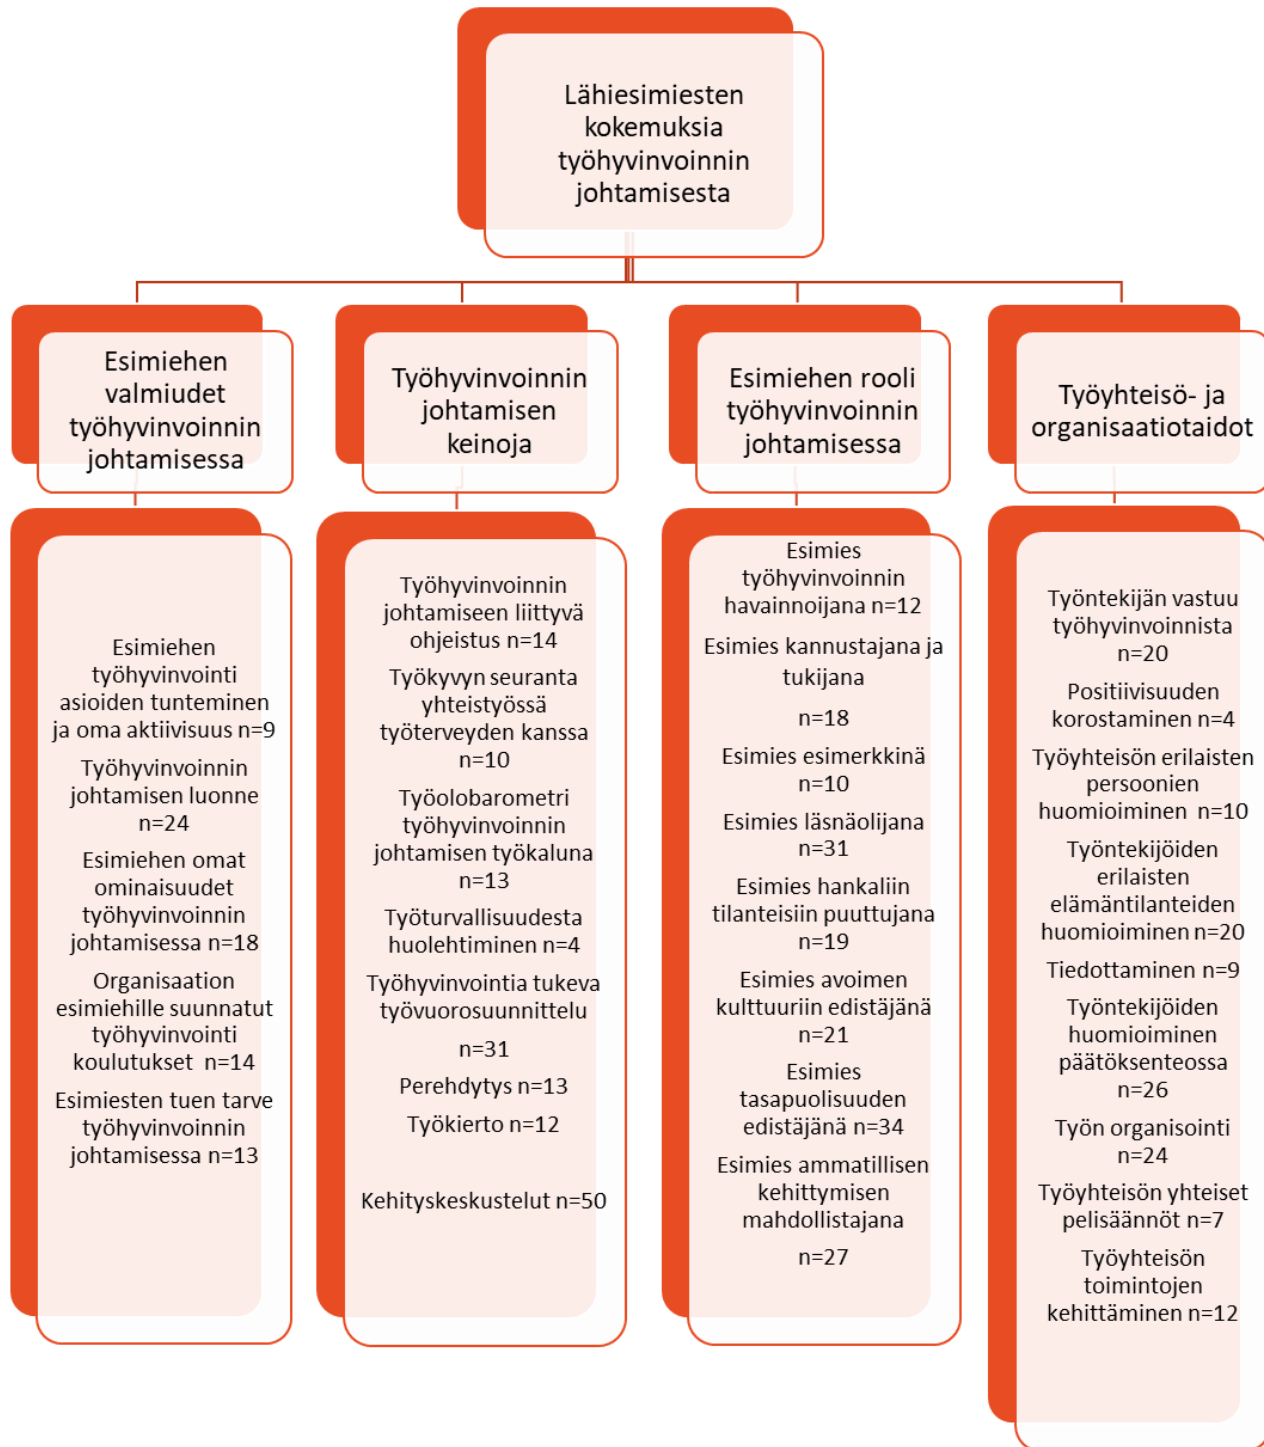 Lähiesimiesten
kokemuksia
työhyvinvoinnin
johtamisesta
Esimiehen
valmiudet
työhyvinvoinnin
johtamisessa
Työhyvinvoinnin
johtamisen
keinoja
Esimiehen rooli
työhyvinvoinnin
johtamisessa
Työyhteisö- ja
organisaatiotaidot
Esimiehen
työhyvinvointi
asioiden tunteminen
ja oma aktiivisuus n=9
Työhyvinvoinnin
johtamisen luonne
n=24
Esimiehen omat
ominaisuudet
työhyvinvoinnin
johtamisessa n=18
Organisaation
esimiehille suunnatut
työhyvinvointi
koulutukset n=14
Esimiesten tuen tarve
työhyvinvoinnin
johtamisessa n=13
Työhyvinvoinnin
johtamiseen liittyvä
ohjeistus n=14
Työkyvyn seuranta
yhteistyössä
työterveyden kanssa
n=10
Työolobarometri
työhyvinvoinnin
johtamisen työkaluna
n=13
Työturvallisuudesta
huolehtiminen n=4
Työhyvinvointia tukeva
työvuorosuunnittelu
n=31
Perehdytys n=13
Työkierto n=12
Kehityskeskustelut n=50
Esimies
työhyvinvoinnin
havainnoijana n=12
Esimies kannustajana ja
tukijana
n=18
Esimies esimerkkinä
n=10
Esimies läsnäolijana
n=31
Esimies hankaliin
tilanteisiin puuttujana
n=19
Esimies avoimen
kulttuuriin edistäjänä
n=21
Esimies
tasapuolisuuden
edistäjänä n=34
Esimies ammatillisen
kehittymisen
mahdollistajana
n=27
Työntekijän vastuu
työhyvinvoinnista
n=20
Positiivisuuden
korostaminen n=4
Työyhteisön erilaisten
persoonien
huomioiminen n=10
Työntekijöiden
erilaisten
elämäntilanteiden
huomioiminen n=20
Tiedottaminen n=9
Työntekijöiden
huomioiminen
päätöksenteossa
n=26
Työn organisointi
n=24
Työyhteisön yhteiset
pelisäännöt n=7
Työyhteisön
toimintojen
kehittäminen n=12